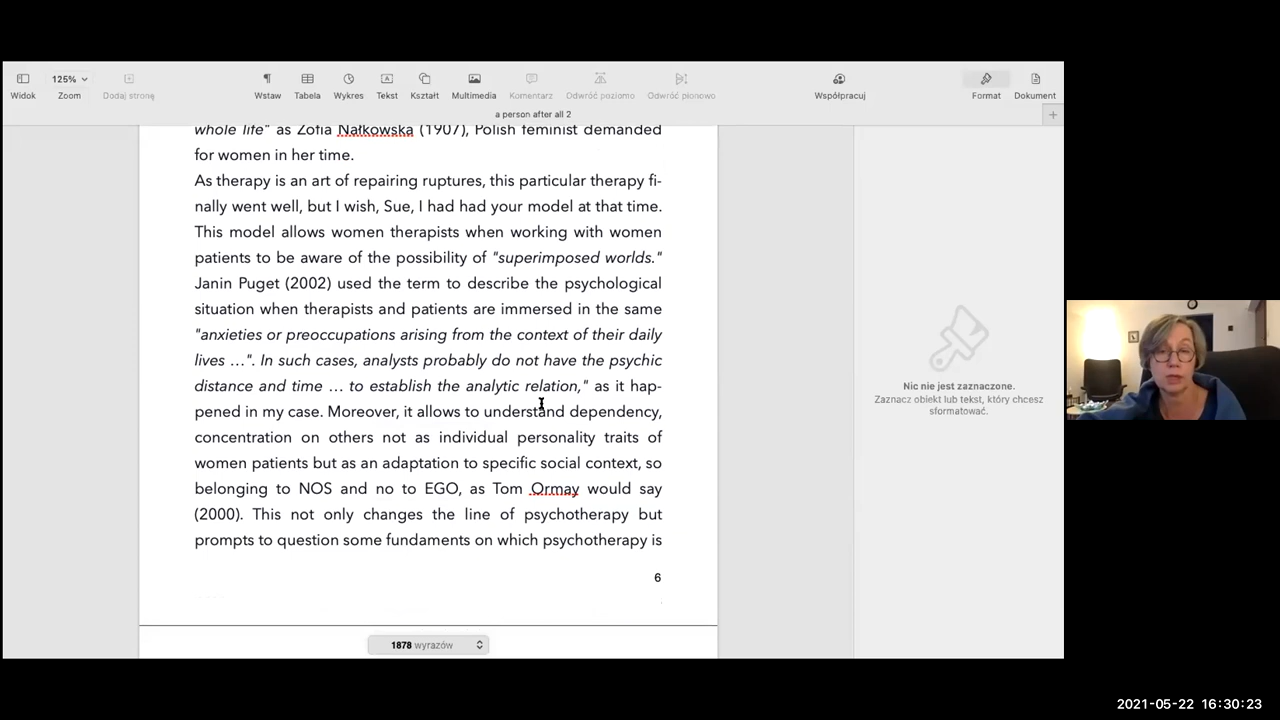 125%
Widok
Zoom
Dodaj stronę
Wstaw
Tabela
Wykres
Tekst
Kształt
Multimedia
Komentarz
Odwróć poziomo
Odwróć pionowo
Współpracuj
Format
Dokument
a person after all 2
whole life" as Zofia Nałkowska (1907), Polish feminist demanded
for women in her time.
As therapy is an art of repairing ruptures, this particular therapy fi-
nally went well, but I wish, Sue, I had had your model at that time.
This model allows women therapists when working with women
patients to be aware of the possibility of "superimposed worlds."
Janin Puget (2002) used the term to describe the psychological
situation when therapists and patients are immersed in the same
"anxieties or preoccupations arising from the context of their daily
lives …". In such cases, analysts probably do not have the psychic
distance and time … to establish the analytic relation," as it hap-
pened in my case. Moreover, it allows to understand dependency,
concentration on others not as individual personality traits of
women patients but as an adaptation to specific social context, so
belonging to NOS and no to EGO, as Tom Ormay would say
(2000). This not only changes the line of psychotherapy but
prompts to question some fundaments on which psychotherapy is
6
1878 wyrazów
Nic nie jest zaznaczone.
Zaznacz obiekt lub tekst, który chcesz
sformatować.
2021-05-22 16:30:23